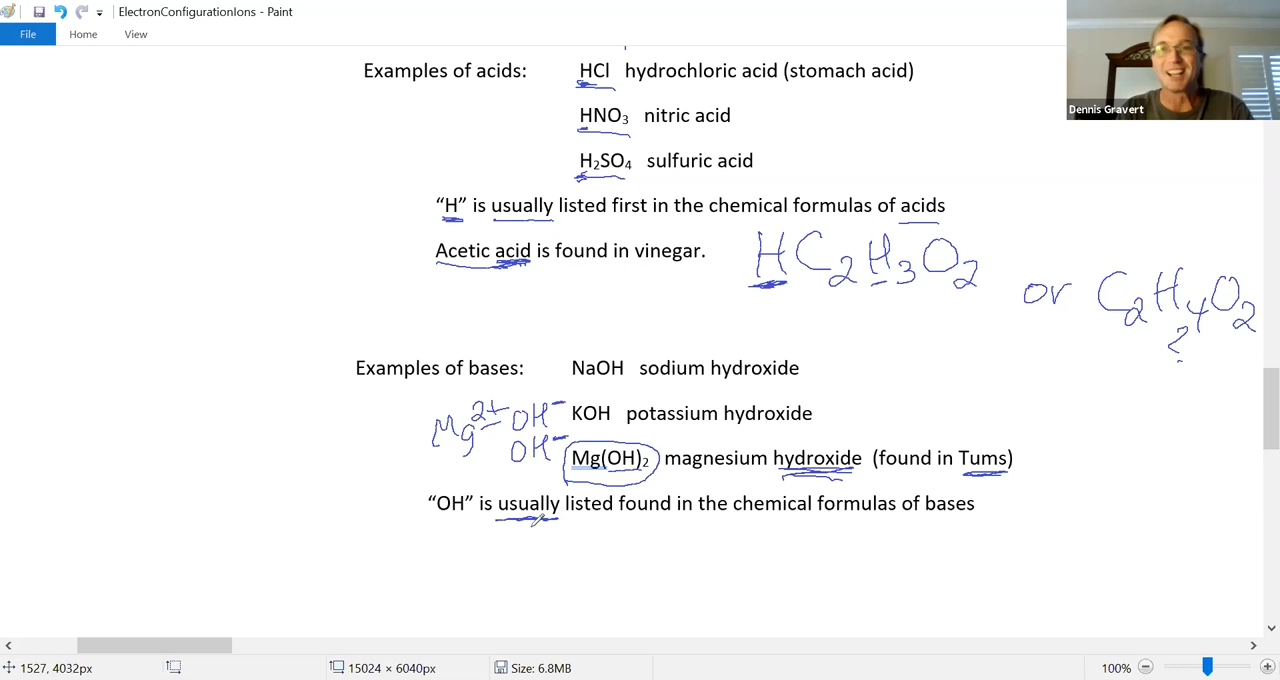 ElectronConfigurationIons - Paint
File Home View
Dennis Gravert
Examples of acids: HCl hydrochloric acid (stomach acid)
HNO₃ nitric acid
H₂SO₄ sulfuric acid
“H” is usually listed first in the chemical formulas of acids
Acetic acid is found in vinegar. HC₂H₃O₂
or C₂H₄O₂
?
Examples of bases: NaOH sodium hydroxide
Mg²⁺ OH⁻ KOH potassium hydroxide
OH⁻ Mg(OH)₂ magnesium hydroxide (found in Tums)
“OH” is usually listed found in the chemical formulas of bases
1527, 4032px 15024 × 6040px Size: 6.8MB 100%